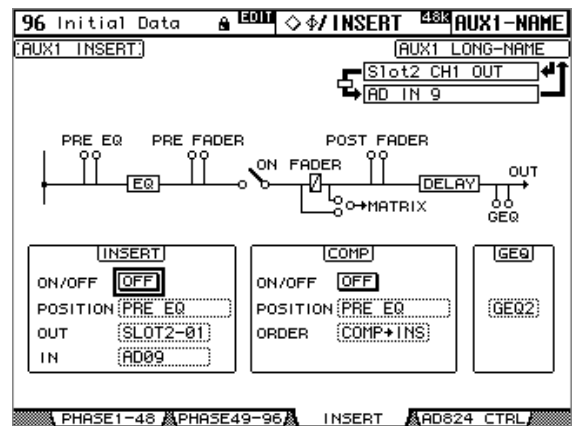 96 Initial Data EDIT ◇ φ/INSERT 48K AUX1-NAME
AUX1 INSERT AUX1 LONG-NAME
Slot2 CH1 OUT
AD IN 9
PRE EQ PRE FADER POST FADER
ON FADER OUT
EQ DELAY
MATRIX
GEQ
INSERT COMP GEQ
ON/OFF OFF ON/OFF OFF
POSITION PRE EQ POSITION PRE EQ GEQ2
OUT SLOT2-01 ORDER COMP→INS
IN AD09
PHASE1-48 PHASE49-96 INSERT AD824 CTRL